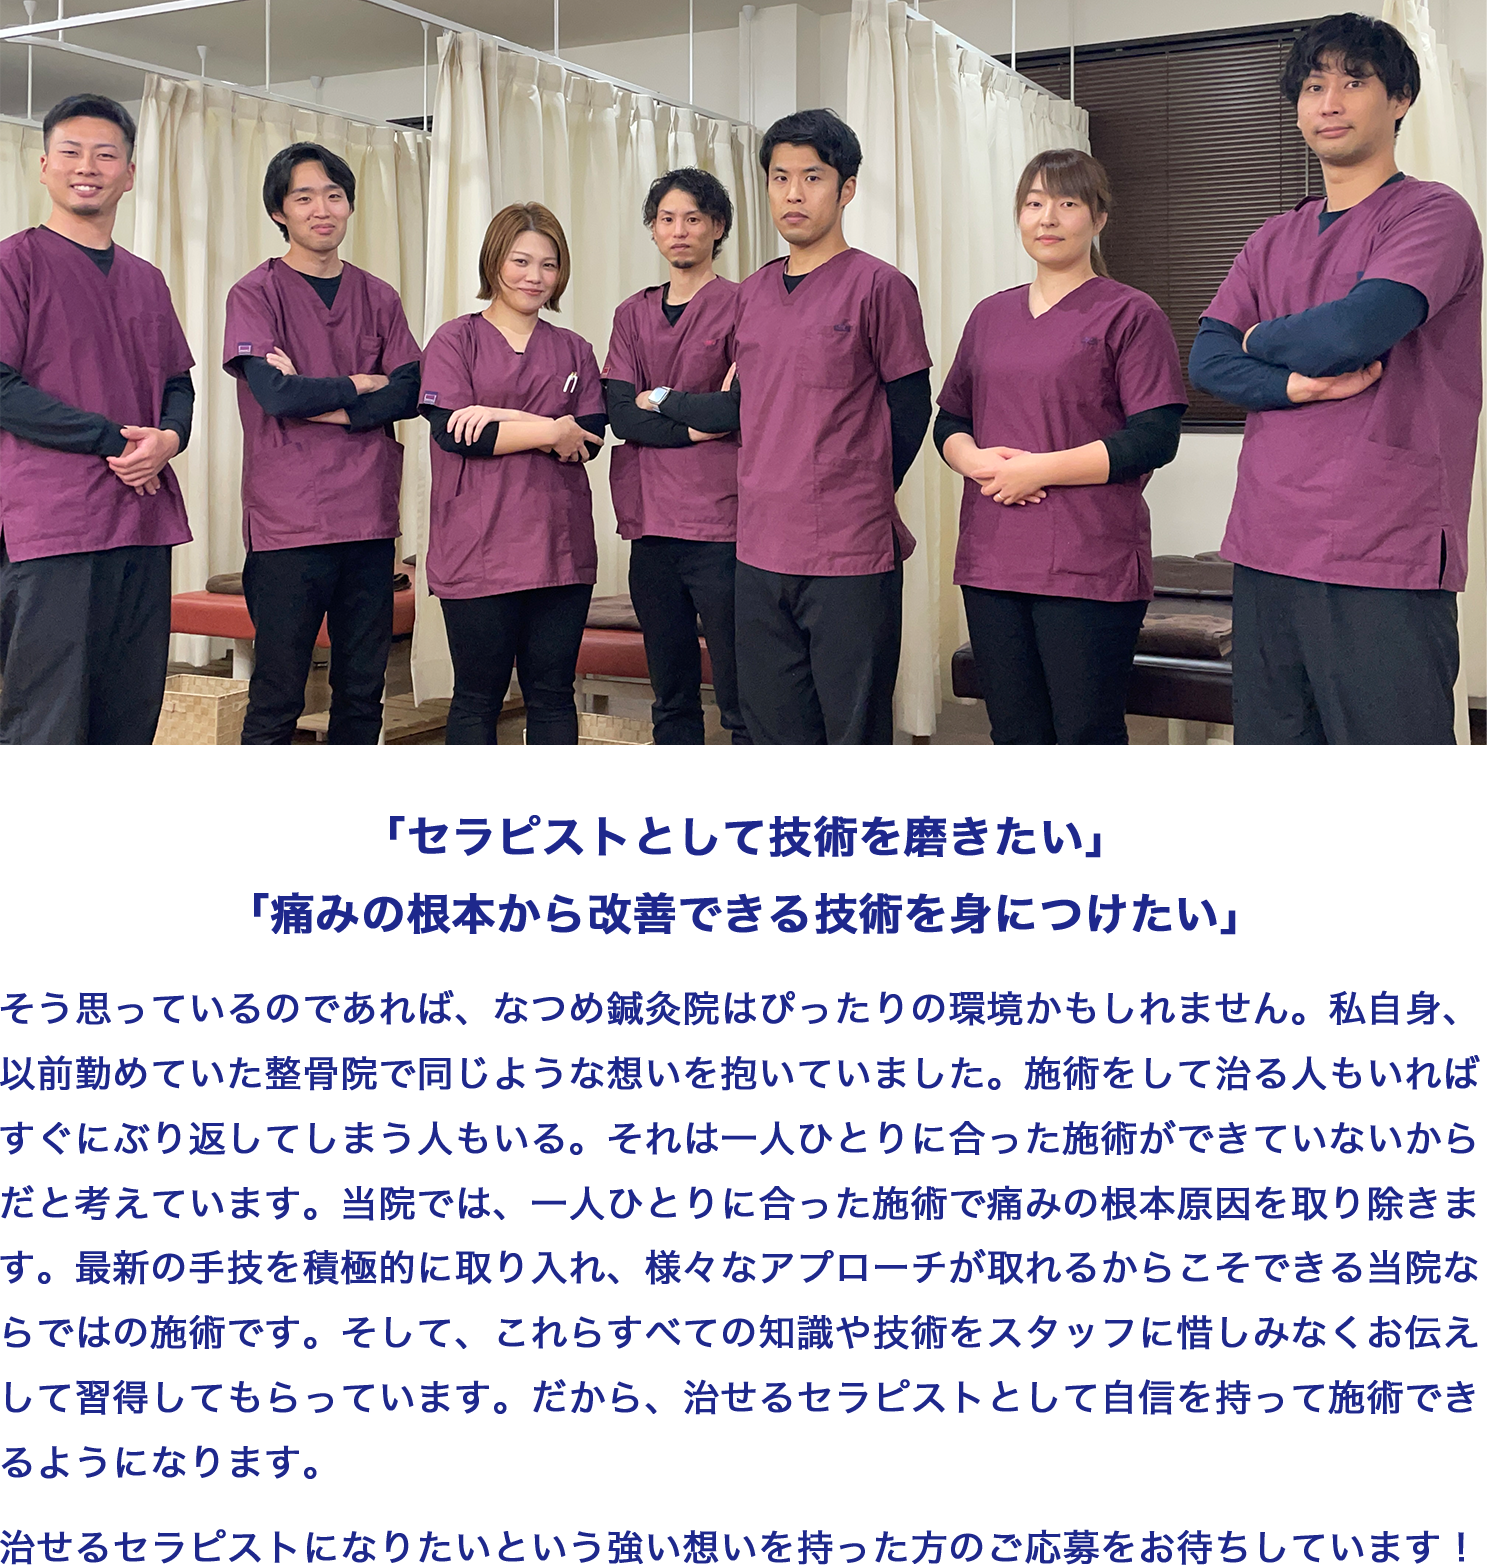 「セラピストとして技術を磨きたい」
「痛みの根本から改善できる技術を身につけたい」
そう思っているのであれば、なつめ鍼灸院はぴったりの環境かもしれません。私自身、
以前勤めていた整骨院で同じような想いを抱いていました。施術をして治る人もいれば
すぐにぶり返してしまう人もいる。それは一人ひとりに合った施術ができていないから
だと考えています。当院では、一人ひとりに合った施術で痛みの根本原因を取り除きま
す。最新の手技を積極的に取り入れ、様々なアプローチが取れるからこそできる当院な
らではの施術です。そして、これらすべての知識や技術をスタッフに惜しみなくお伝え
して習得してもらっています。だから、治せるセラピストとして自信を持って施術でき
るようになります。
治せるセラピストになりたいという強い想いを持った方のご応募をお待ちしています！